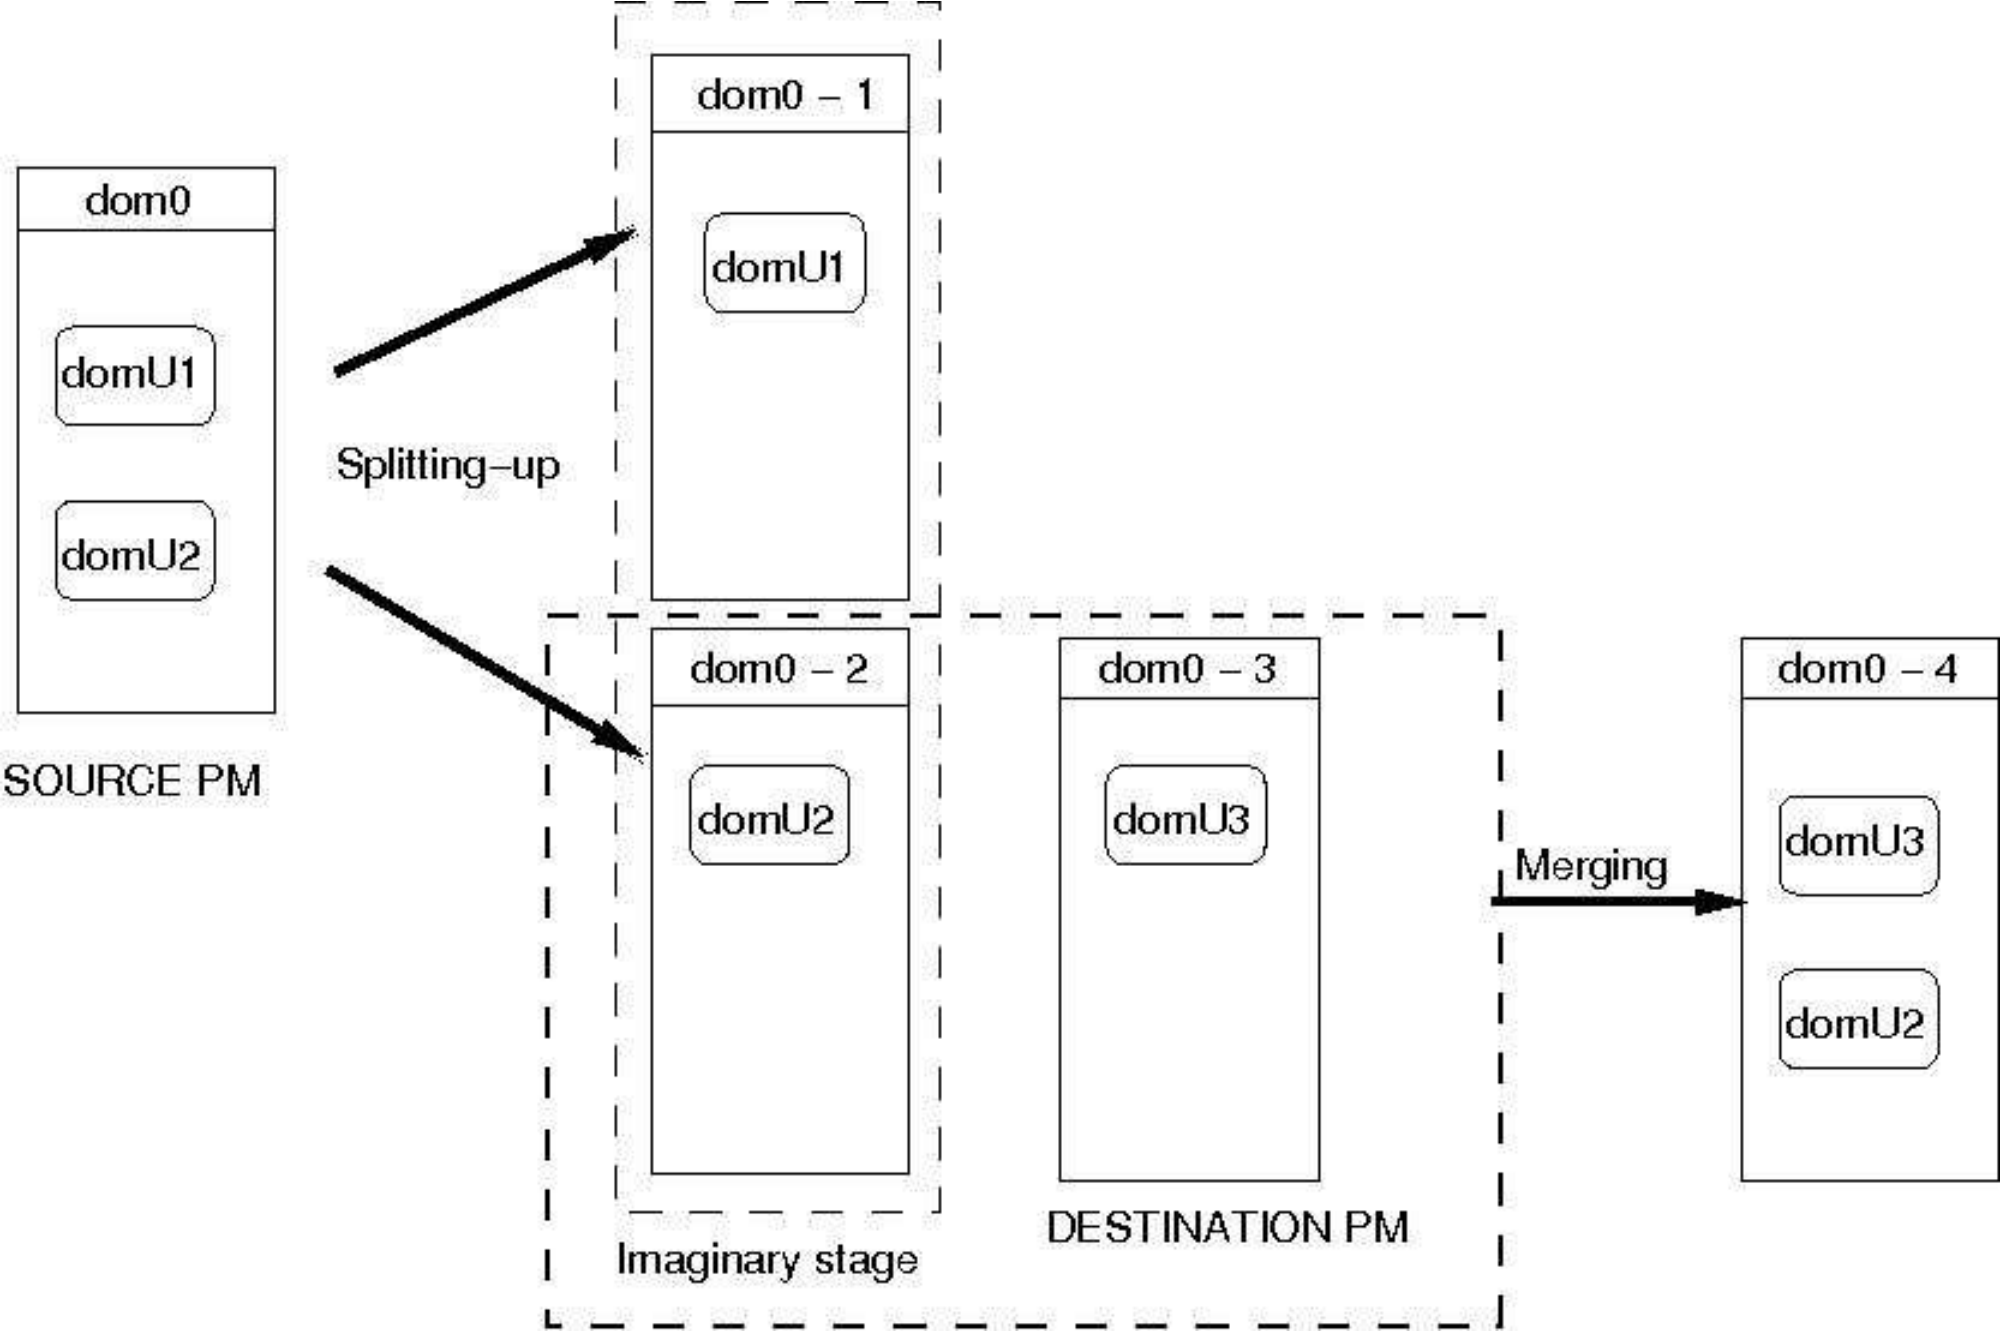 dom0
domU1
domU2
SOURCE PM
Splitting–up
dom0 – 1
domU1
dom0 – 2
domU2
Imaginary stage
dom0 – 3
domU3
DESTINATION PM
Merging
dom0 – 4
domU3
domU2